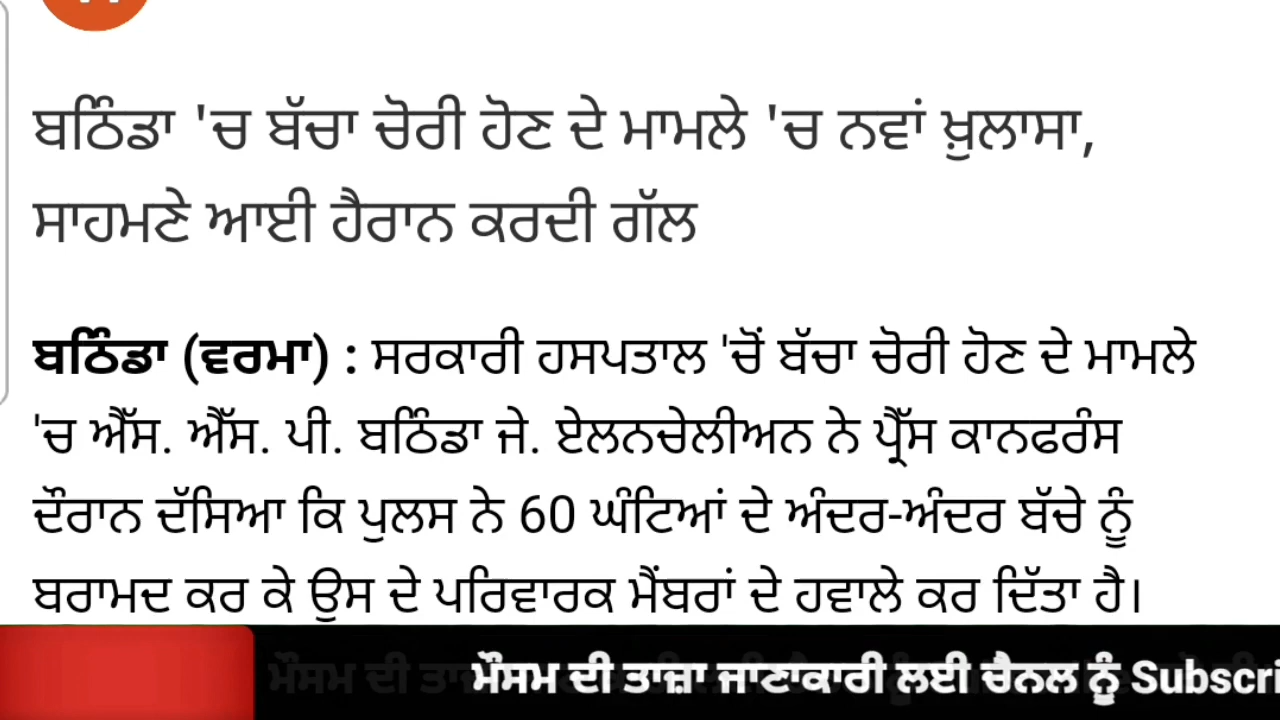 ਬਠਿੰਡਾ 'ਚ ਬੱਚਾ ਚੋਰੀ ਹੋਣ ਦੇ ਮਾਮਲੇ 'ਚ ਨਵਾਂ ਖ਼ੁਲਾਸਾ,
ਸਾਹਮਣੇ ਆਈ ਹੈਰਾਨ ਕਰਦੀ ਗੱਲ
ਬਠਿੰਡਾ (ਵਰਮਾ) : ਸਰਕਾਰੀ ਹਸਪਤਾਲ 'ਚੋਂ ਬੱਚਾ ਚੋਰੀ ਹੋਣ ਦੇ ਮਾਮਲੇ
'ਚ ਐੱਸ. ਐੱਸ. ਪੀ. ਬਠਿੰਡਾ ਜੇ. ਏਲਨਚੇਲੀਅਨ ਨੇ ਪ੍ਰੈੱਸ ਕਾਨਫਰੰਸ
ਦੌਰਾਨ ਦੱਸਿਆ ਕਿ ਪੁਲਸ ਨੇ 60 ਘੰਟਿਆਂ ਦੇ ਅੰਦਰ-ਅੰਦਰ ਬੱਚੇ ਨੂੰ
ਬਰਾਮਦ ਕਰ ਕੇ ਉਸ ਦੇ ਪਰਿਵਾਰਕ ਮੈਂਬਰਾਂ ਦੇ ਹਵਾਲੇ ਕਰ ਦਿੱਤਾ ਹੈ।
ਮੌਸਮ ਦੀ ਤਾਜ਼ਾ ਜਾਣਾਕਾਰੀ ਲਈ ਚੈਨਲ ਨੂੰ Subscri